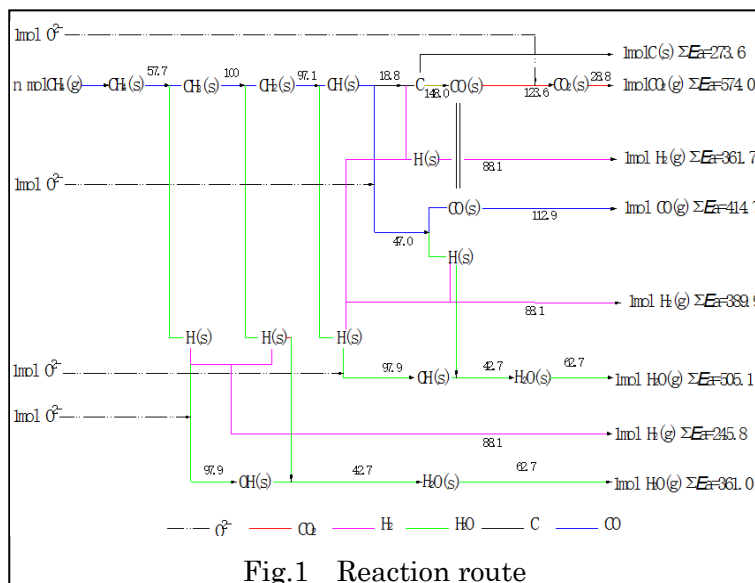 1mol O²⁻
1molC(s) ΣEa=273.6
n molCH₄(g) CH₄(s) 57.7 CH₃(s) 100 CH₂(s) 97.1 CH(s) 18.8 C 148.0 CO(s) 123.6 CO₂(s) 28.8 1molCO₂(g) ΣEa=574.0
H(s) 88.1 1mol H₂(g) ΣEa=361.7
1mol O²⁻
CO(s) 112.9 1mol CO(g) ΣEa=414.7
47.0
H(s)
88.1 1mol H₂(g) ΣEa=389.9
H(s) H(s) H(s)
1mol O²⁻ 97.9 OH(s) 42.7 H₂O(s) 62.7 1mol H₂O(g) ΣEa=505.1
1mol O²⁻
88.1 1mol H₂(g) ΣEa=245.8
97.9 OH(s) 42.7 H₂O(s) 62.7 1mol H₂O(g) ΣEa=361.0
O²⁻ CO₂ H₂ H₂O C CO
Fig.1 Reaction route